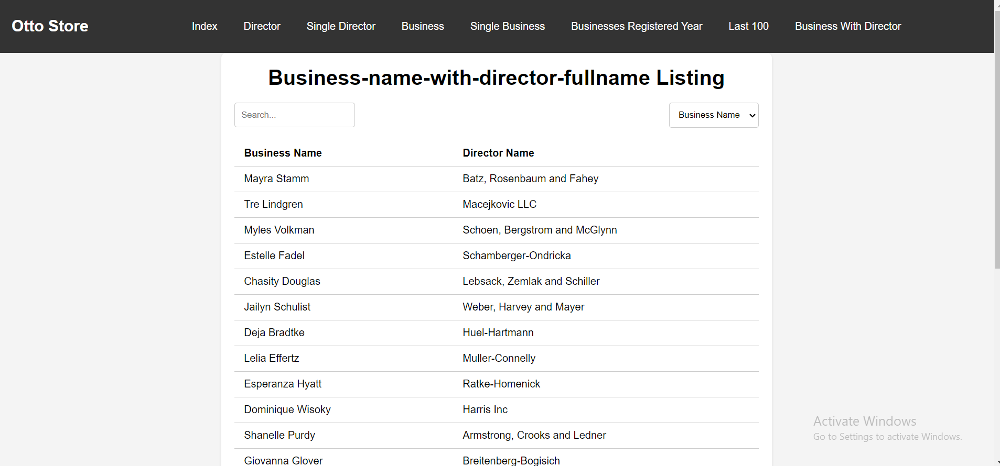 Otto Store Index Director Single Director Business Single Business Businesses Registered Year Last 100 Business With Director
Business-name-with-director-fullname Listing
Search... Business Name
Business Name Director Name
Mayra Stamm Batz, Rosenbaum and Fahey
Tre Lindgren Macejkovic LLC
Myles Volkman Schoen, Bergstrom and McGlynn
Estelle Fadel Schamberger-Ondricka
Chasity Douglas Lebsack, Zemlak and Schiller
Jailyn Schulist Weber, Harvey and Mayer
Deja Bradtke Huel-Hartmann
Lelia Effertz Muller-Connelly
Esperanza Hyatt Ratke-Homenick
Dominique Wisoky Harris Inc
Shanelle Purdy Armstrong, Crooks and Ledner
Giovanna Glover Breitenberg-Bogisich
Activate Windows
Go to Settings to activate Windows.